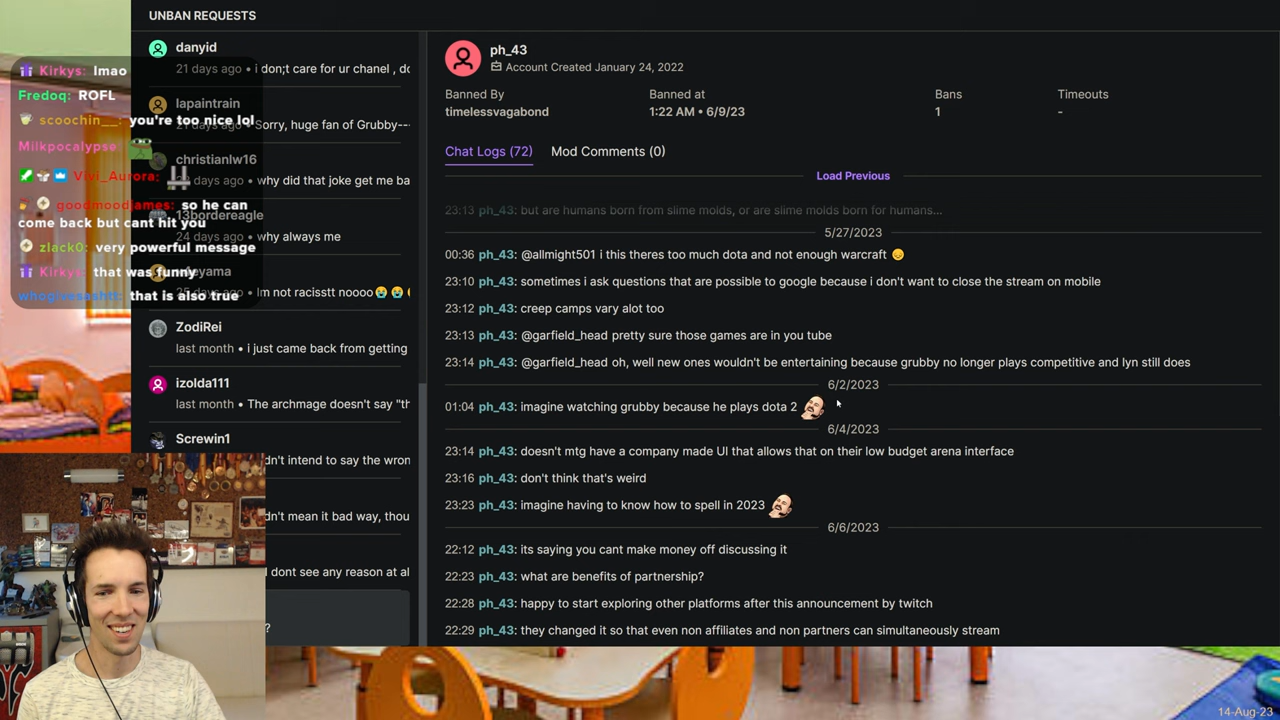 UNBAN REQUESTS
danyid
21 days ago • i don;t care for ur chanel , do
lapaintrain
Sorry, huge fan of Grubby--
christianlw16
days ago • why did that joke get me ba
13bordereagle
24 days ago • why always me
Im not racisstt noooo😭😭
ZodiRei
last month • i just came back from getting
izolda111
last month • The archmage doesn't say "th
Screwin1
dn't intend to say the wron
dn't mean it bad way, thou
I dont see any reason at al
?
Kirkys: lmao
Fredoq: ROFL
scoochin__: you're too nice lol
Milkpocalypse
Vivi_Aurora:
goodmoodjames: so he can
come back but cant hit you
zlack0: very powerful message
Kirkys: that was funny
that is also true
ph_43
Account Created January 24, 2022
Banned By
timelessvagabond
Banned at
1:22 AM • 6/9/23
Bans
1
Timeouts
-
Chat Logs (72)
Mod Comments (0)
Load Previous
23:13 ph_43: but are humans born from slime molds, or are slime molds born for humans...
5/27/2023
00:36 ph_43: @allmight501 i this theres too much dota and not enough warcraft
23:10 ph_43: sometimes i ask questions that are possible to google because i don't want to close the stream on mobile
23:12 ph_43: creep camps vary alot too
23:13 ph_43: @garfield_head pretty sure those games are in you tube
23:14 ph_43: @garfield_head oh, well new ones wouldn't be entertaining because grubby no longer plays competitive and lyn still does
6/2/2023
01:04 ph_43: imagine watching grubby because he plays dota 2
6/4/2023
23:14 ph_43: doesn't mtg have a company made UI that allows that on their low budget arena interface
23:16 ph_43: don't think that's weird
23:23 ph_43: imagine having to know how to spell in 2023
6/6/2023
22:12 ph_43: its saying you cant make money off discussing it
22:23 ph_43: what are benefits of partnership?
22:28 ph_43: happy to start exploring other platforms after this announcement by twitch
22:29 ph_43: they changed it so that even non affiliates and non partners can simultaneously stream
14-Aug-23